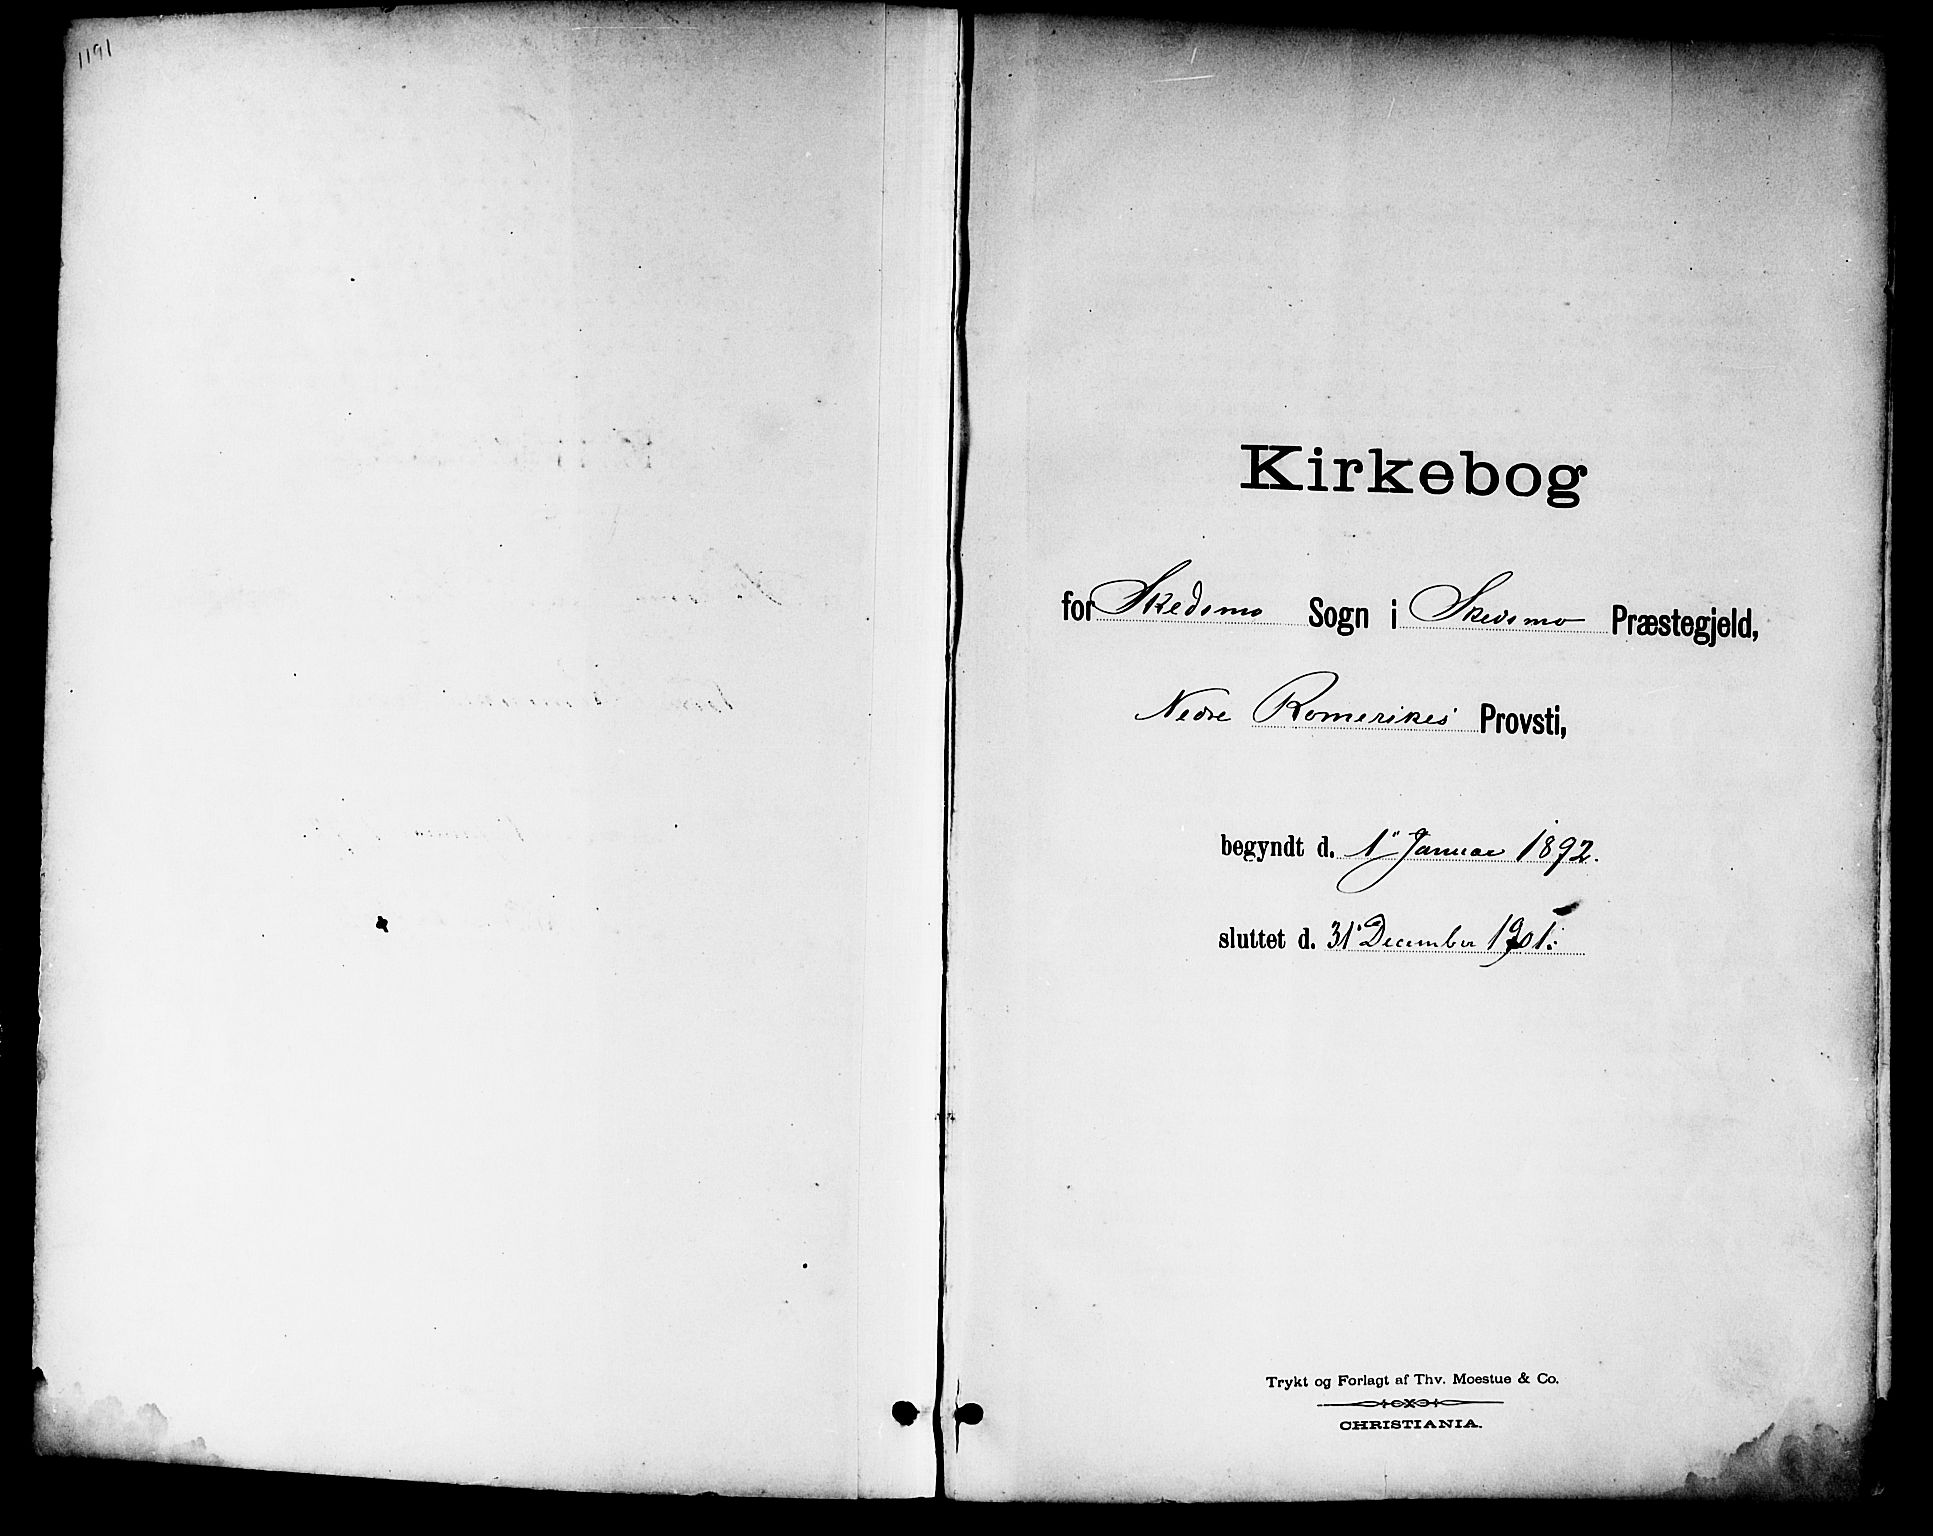 1191
Kirkebog
for Skedsmo Sogn i Skedsmo Præstegjeld,
Nedre Romerikes Provsti,
begyndt d. 1" Januar 1892.
sluttet d. 31' December 1901.
Trykt og Forlagt af Thv. Moestue & Co.
CHRISTIANIA.